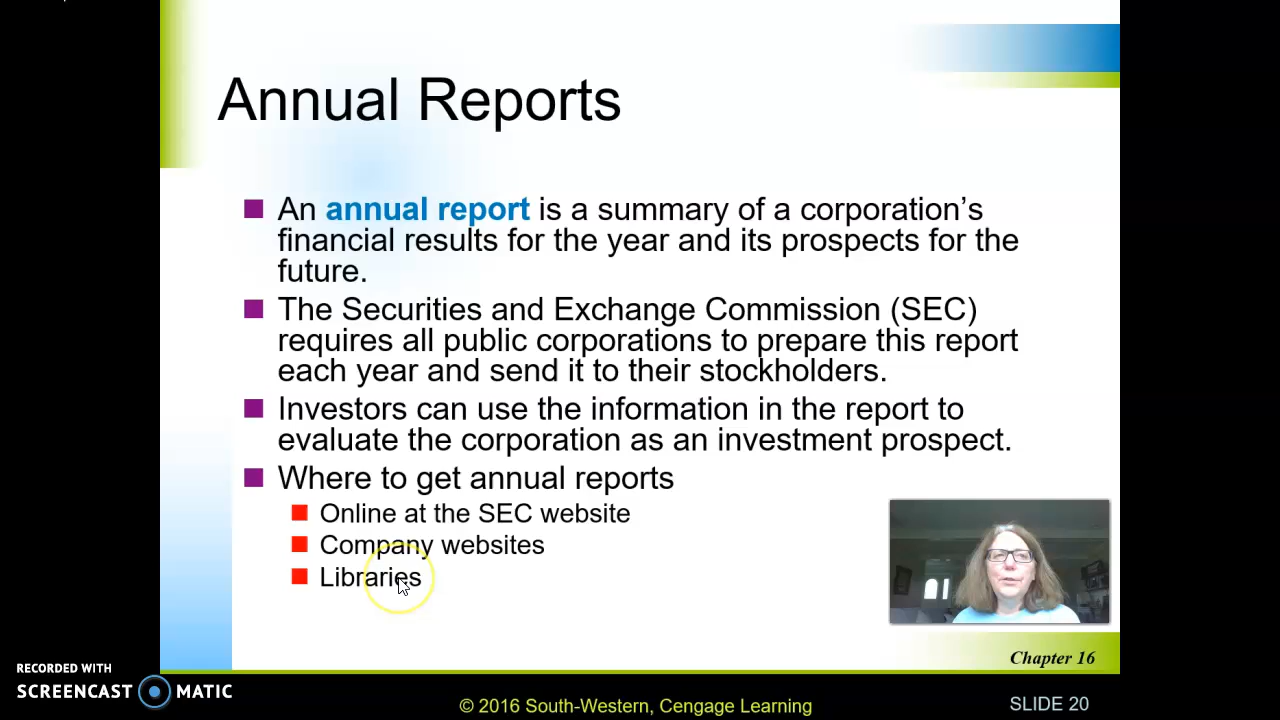 Annual Reports
An annual report is a summary of a corporation's
financial results for the year and its prospects for the
future.
The Securities and Exchange Commission (SEC)
requires all public corporations to prepare this report
each year and send it to their stockholders.
Investors can use the information in the report to
evaluate the corporation as an investment prospect.
Where to get annual reports
Online at the SEC website
Company websites
Libraries
Chapter 16
RECORDED WITH
SCREENCAST MATIC
© 2016 South-Western, Cengage Learning
SLIDE 20